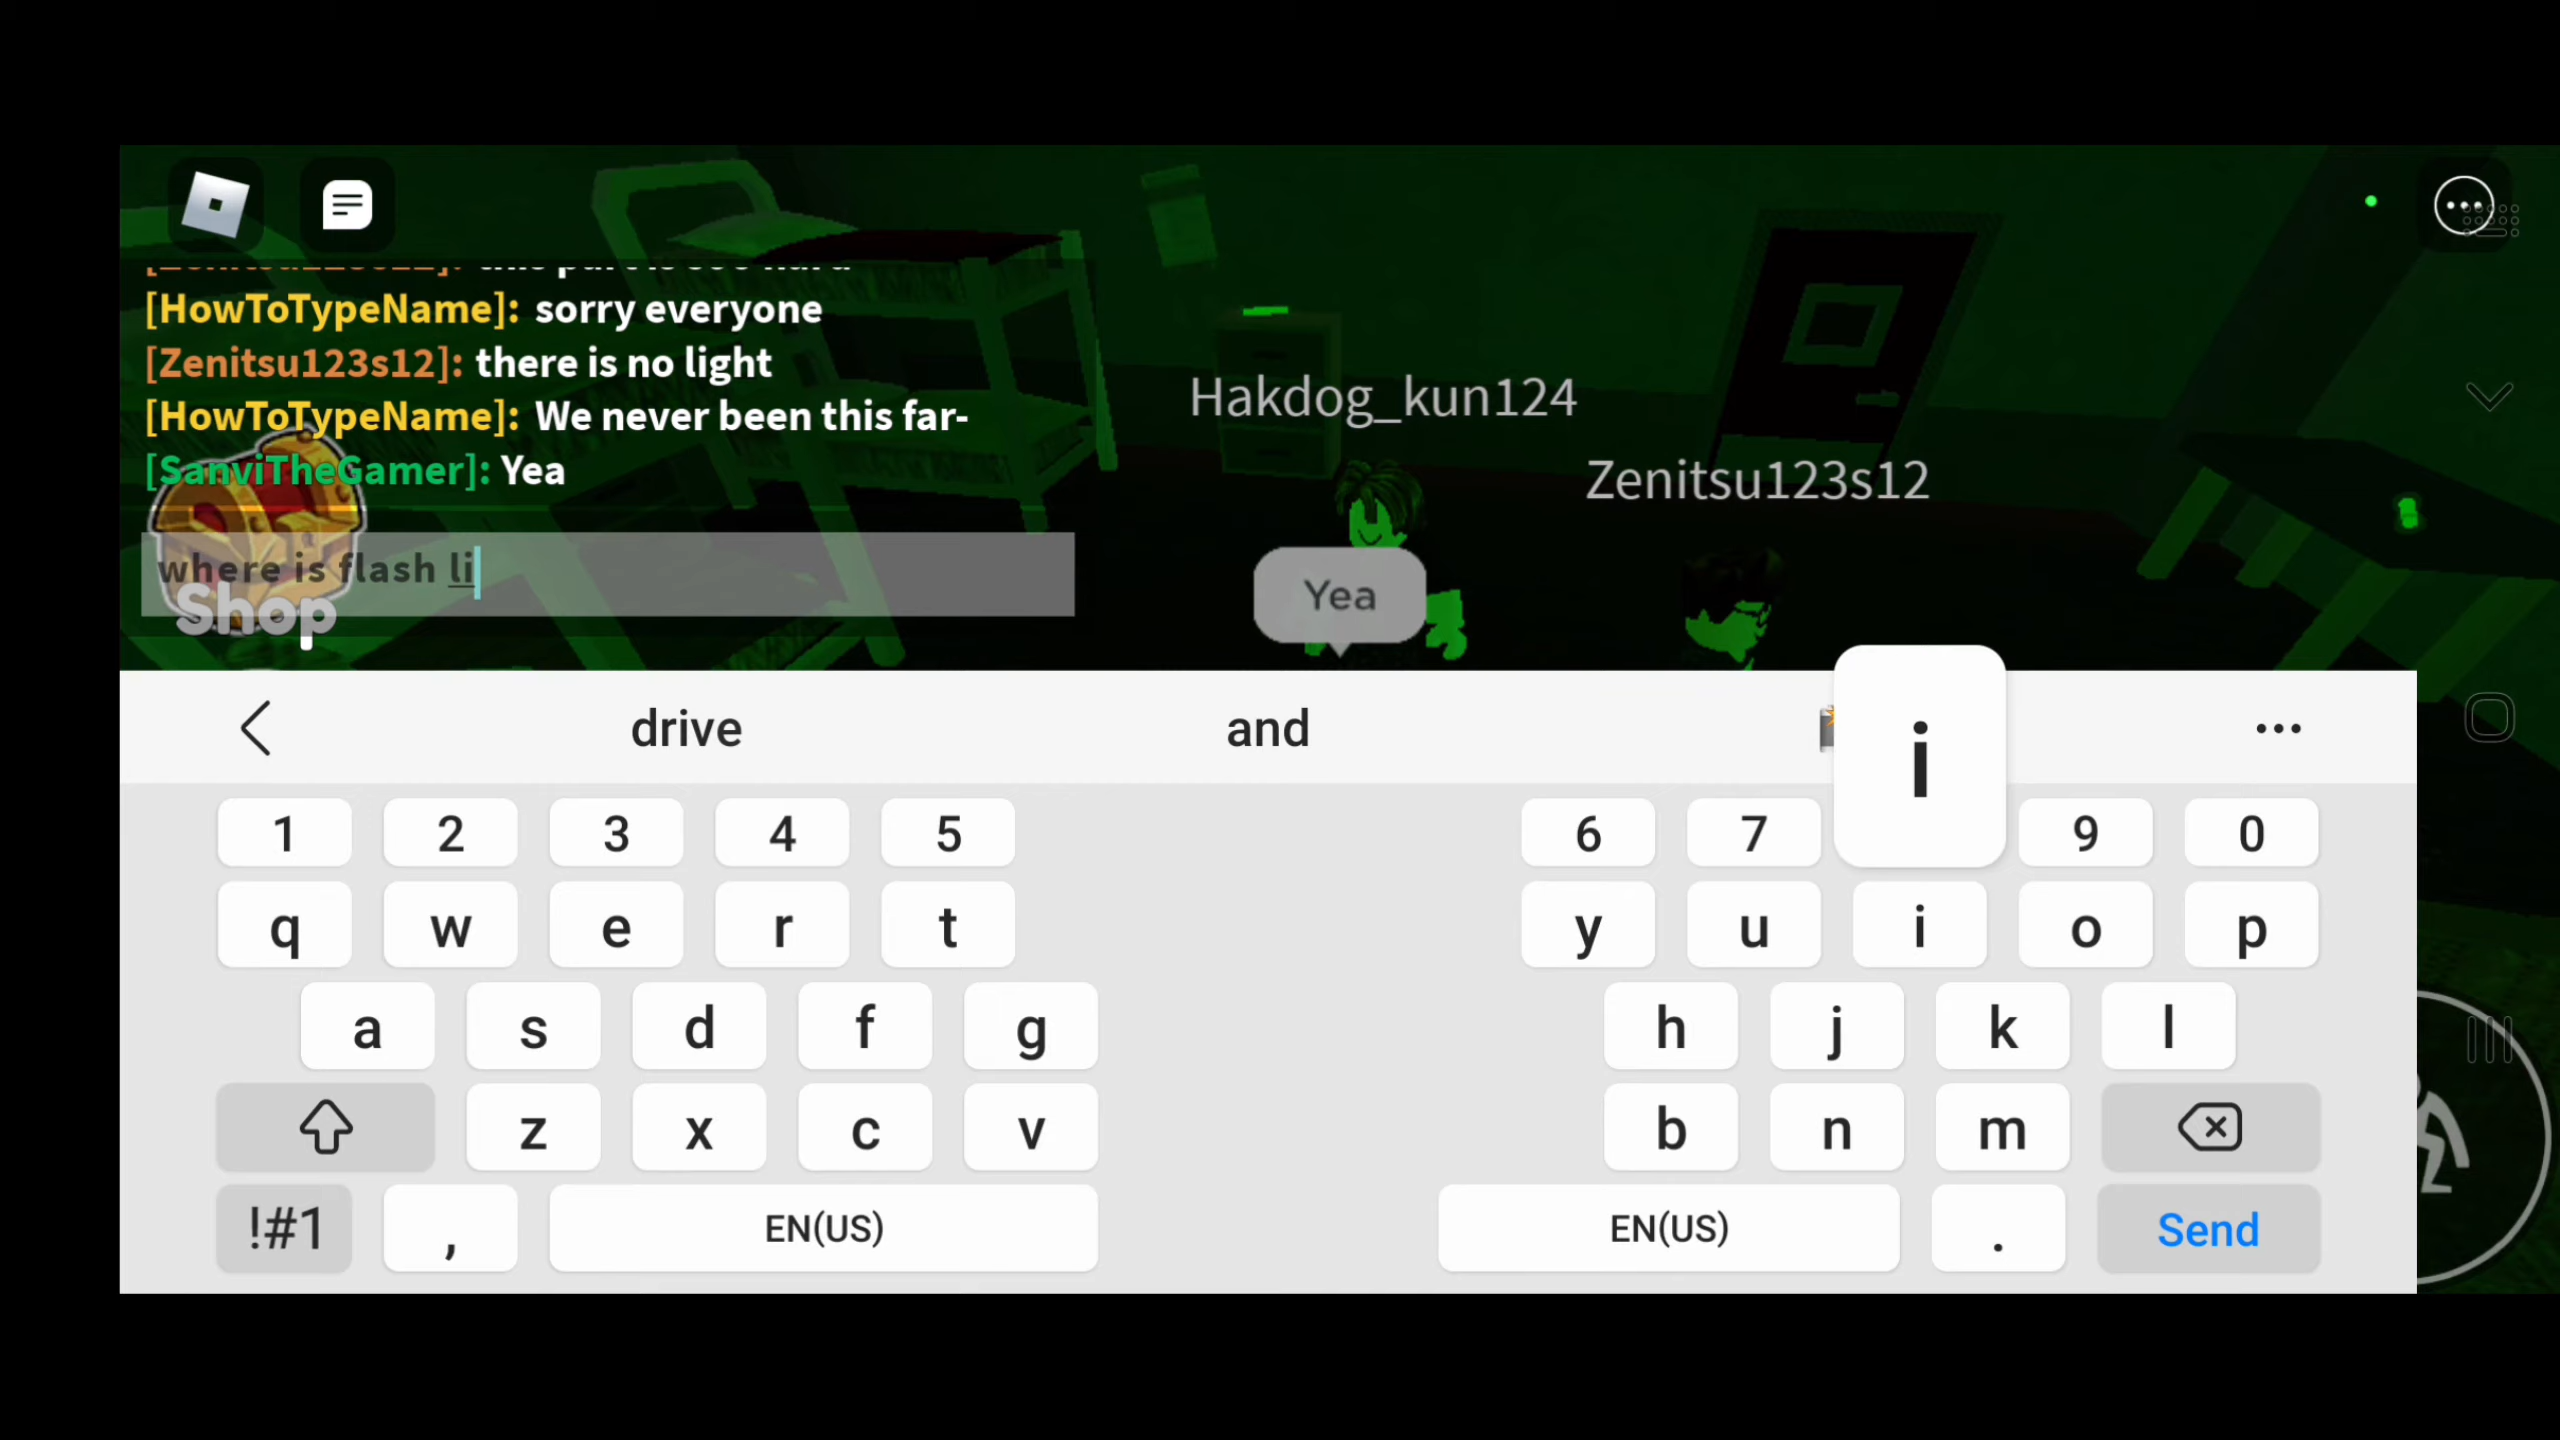 [HowToTypeName]: sorry everyone
[Zenitsu123s12]: there is no light
[HowToTypeName]: We never been this far-
[SanviTheGamer]: Yea
where is flash li
Shop
Hakdog_kun124
Zenitsu123s12
Yea
drive and i
1 2 3 4 5 6 7 9 0
q w e r t y u i o p
a s d f g h j k l
z x c v b n m
!#1 , EN(US) EN(US) . Send